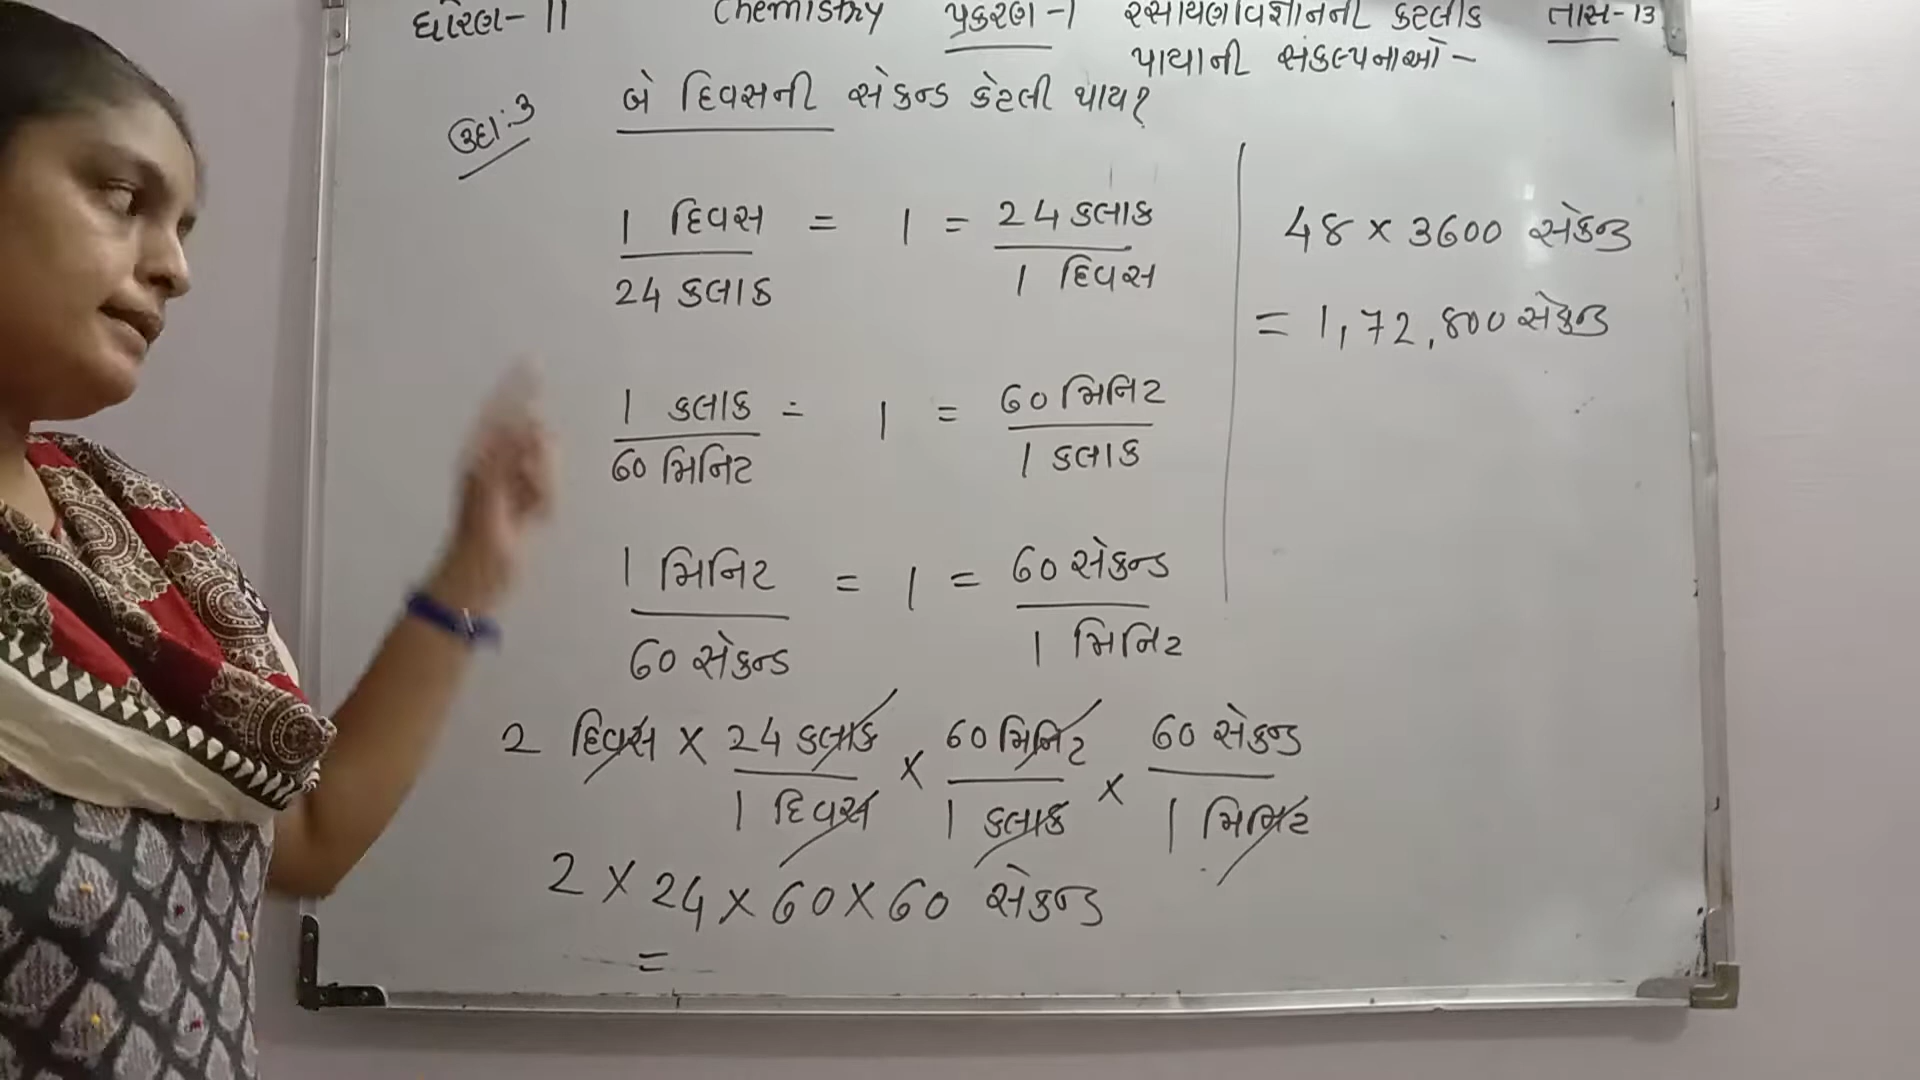 ધોરણ-11 Chemistry પ્રકરણ-1 રસાયણવિજ્ઞાનની કેટલીક તાસ-13
પાયાની સંકલ્પનાઓ-
ઉદા:3 બે દિવસની સેકન્ડ કેટલી થાય?
1 દિવસ / 24 કલાક = 1 = 24 કલાક / 1 દિવસ
1 કલાક / 60 મિનિટ = 1 = 60 મિનિટ / 1 કલાક
1 મિનિટ / 60 સેકન્ડ = 1 = 60 સેકન્ડ / 1 મિનિટ
2 દિવસ × 24 કલાક / 1 દિવસ × 60 મિનિટ / 1 કલાક × 60 સેકન્ડ / 1 મિનિટ
2 × 24 × 60 × 60 સેકન્ડ
=
48 × 3600 સેકન્ડ
= 1,72,800 સેકન્ડ